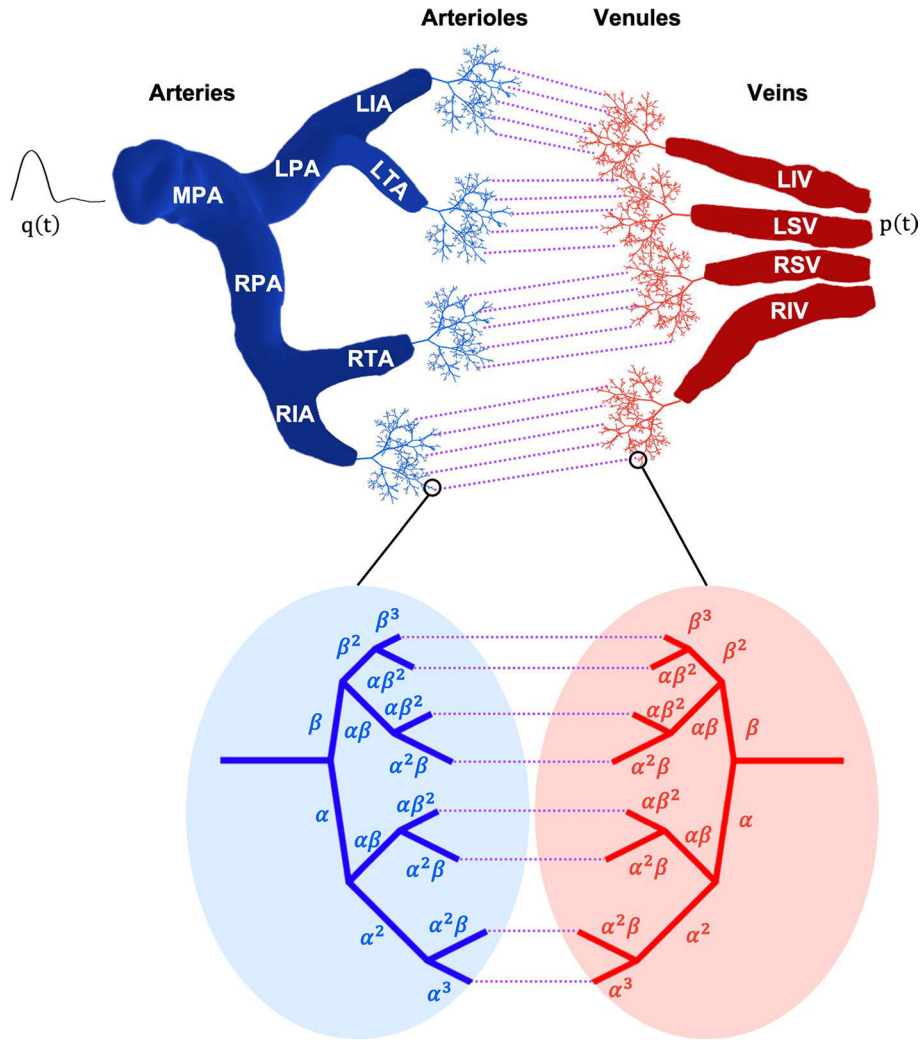 Arterioles Venules
Arteries Veins
LIA
LPA
LTA
MPA
q(t)
RPA
RTA
RIA
LIV
LSV
p(t)
RSV
RIV
β³ β³
β² β²
αβ² αβ²
αβ² αβ²
β αβ αβ β
α²β α²β
αβ² αβ²
α α
αβ αβ
α²β α²β
α²β α²β
α² α²
α³ α³